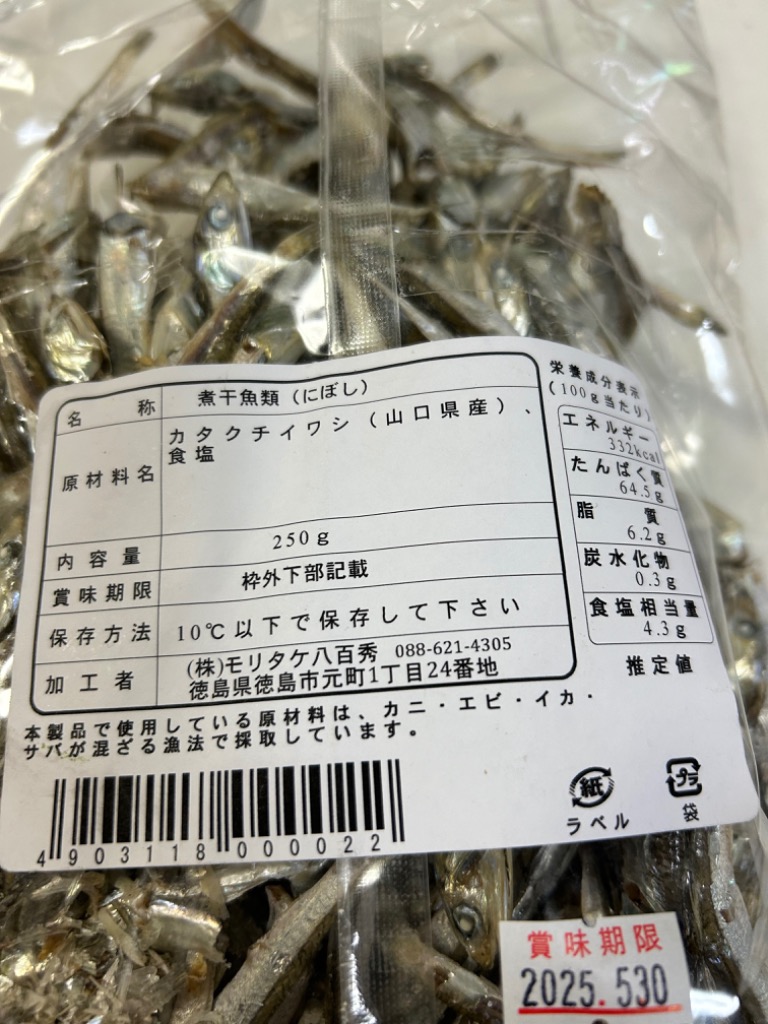 名 称 煮干魚類（にぼし）
原材料名 カタクチイワシ（山口県産）、
食塩
内容量 250g
賞味期限 枠外下部記載
保存方法 10℃以下で保存して下さい
加工者 (株)モリタケ八百秀 088-621-4305
徳島県徳島市元町1丁目24番地
本製品で使用している原材料は、カニ・エビ・イカ・
サバが混ざる漁法で採取しています。
栄養成分表示
(100g当たり)
エネルギー
332kcal
たんぱく質
64.5g
脂 質
6.2g
炭水化物
0.3g
食塩相当量
4.3g
推定値
4903118000022
紙
ラベル
プラ
袋
賞味期限
2025.530